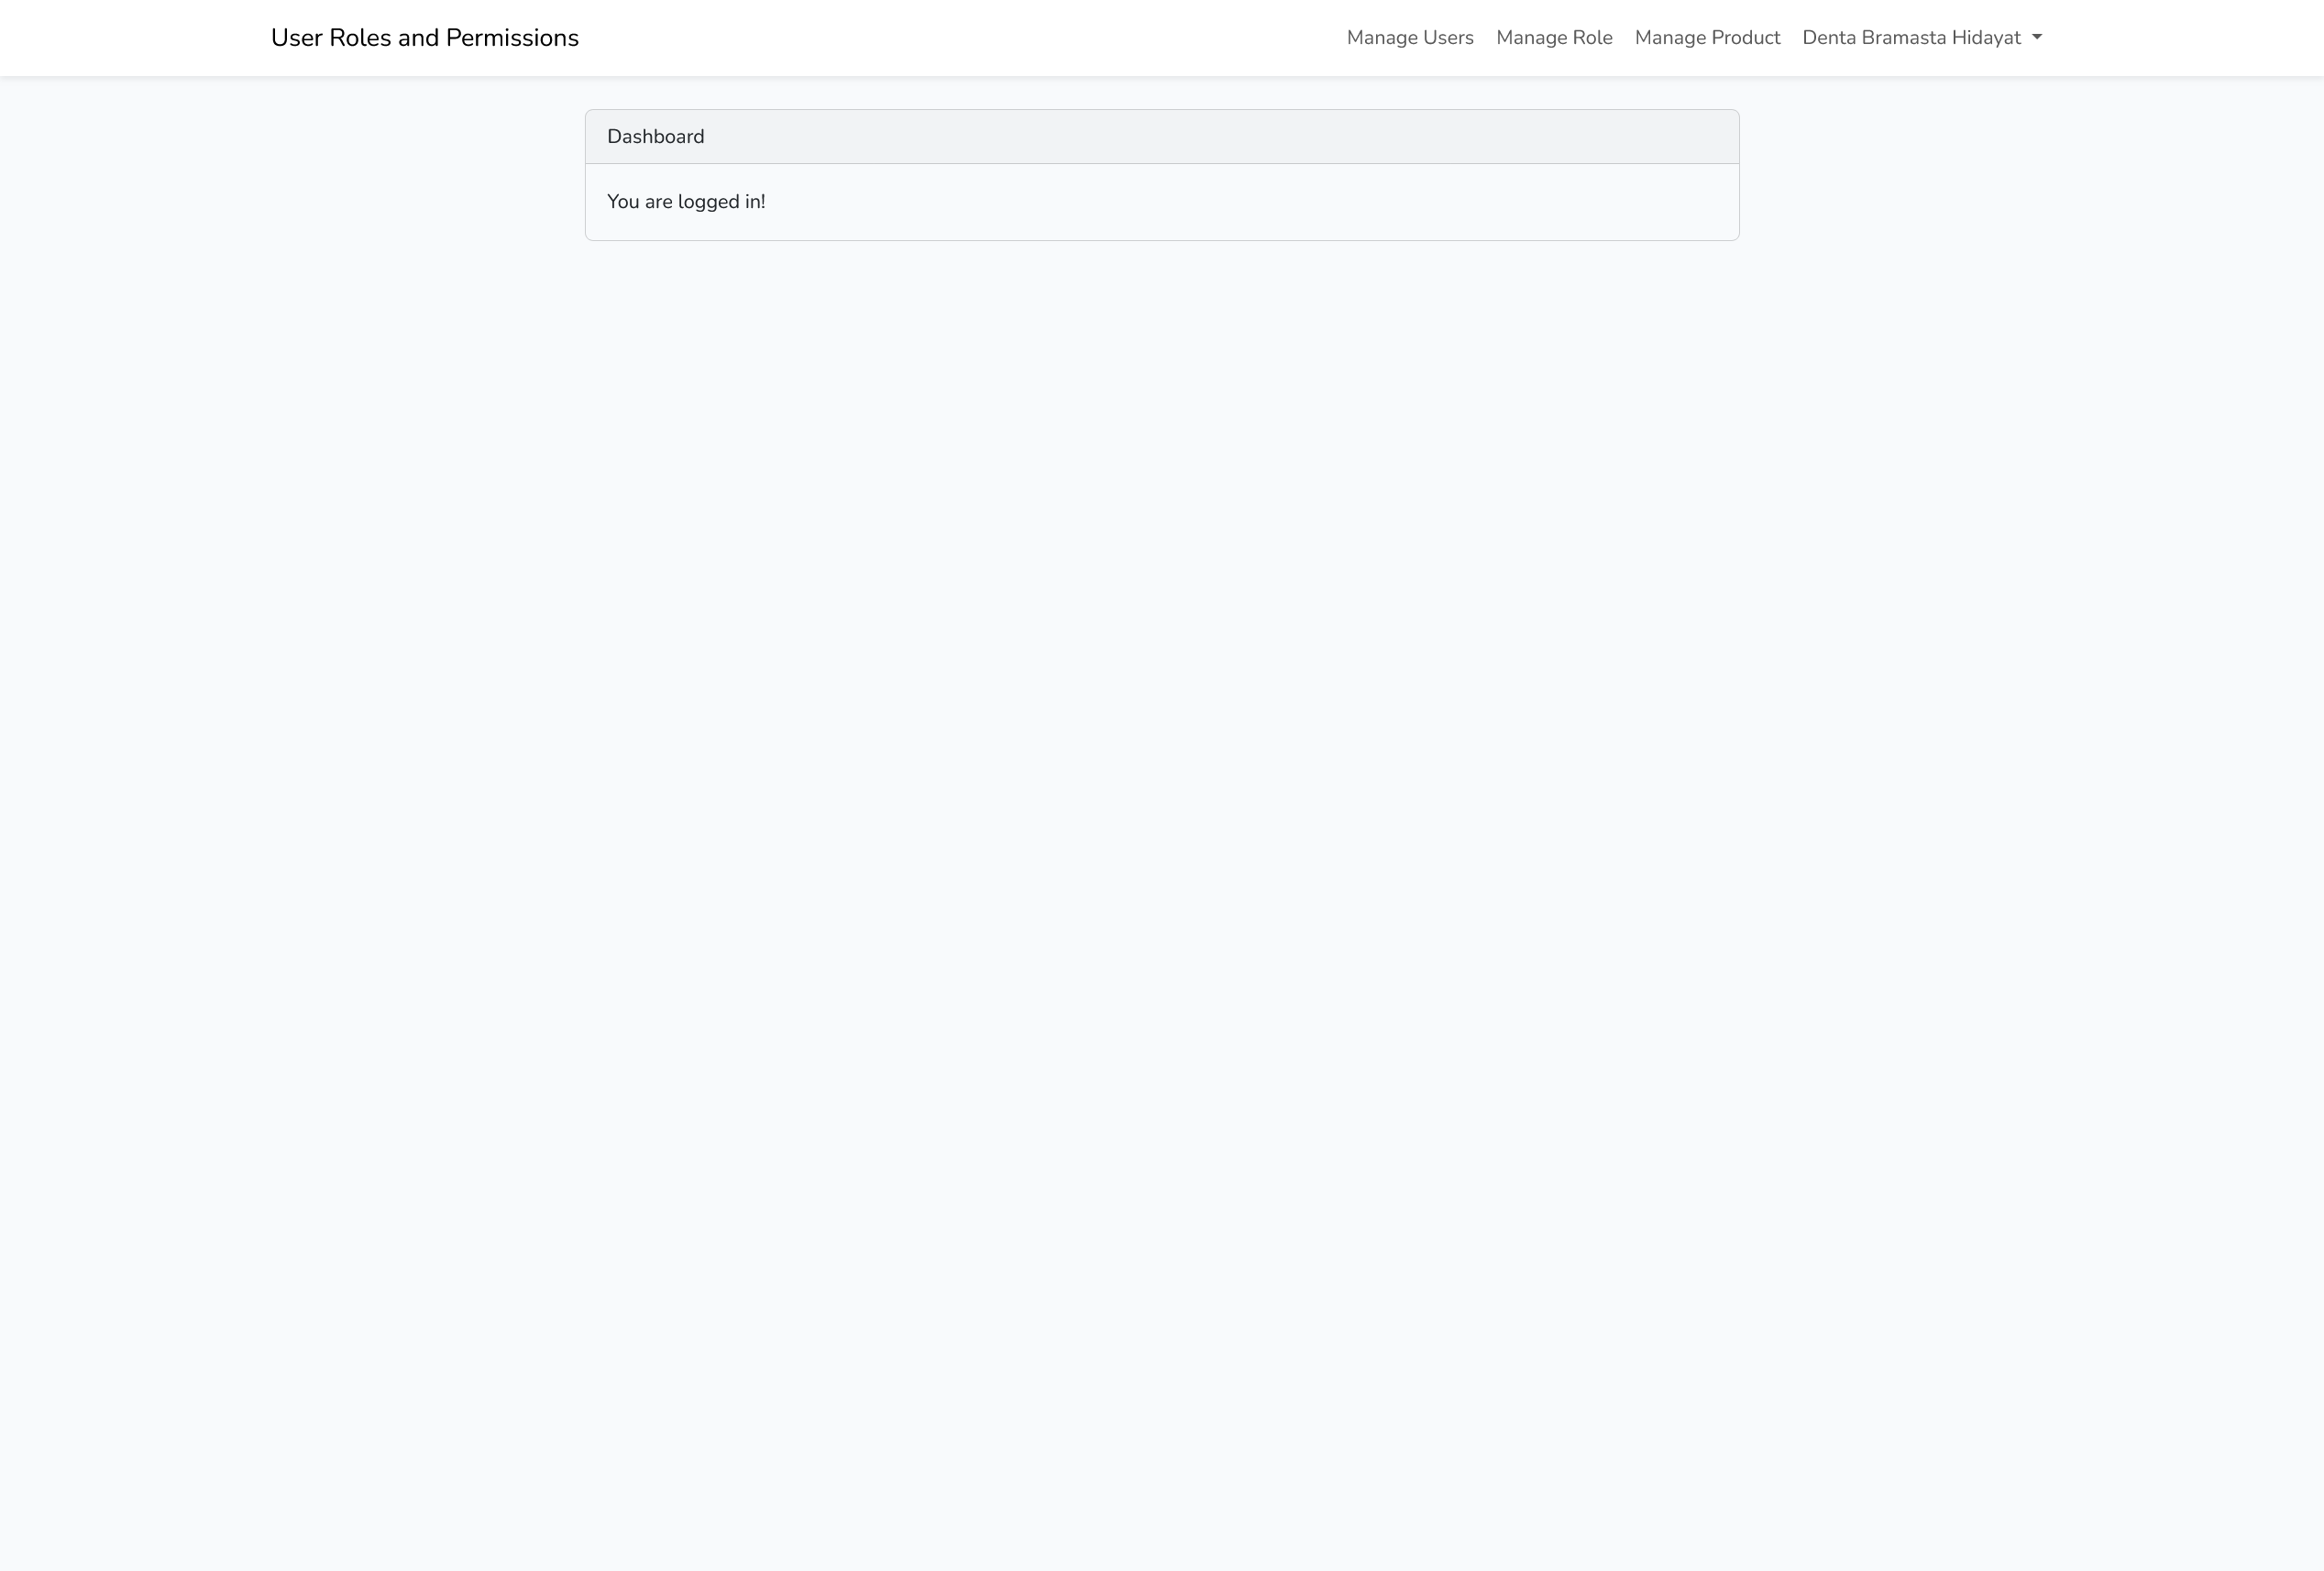 User Roles and Permissions
Manage Users
Manage Role
Manage Product
Denta Bramasta Hidayat
Dashboard
You are logged in!